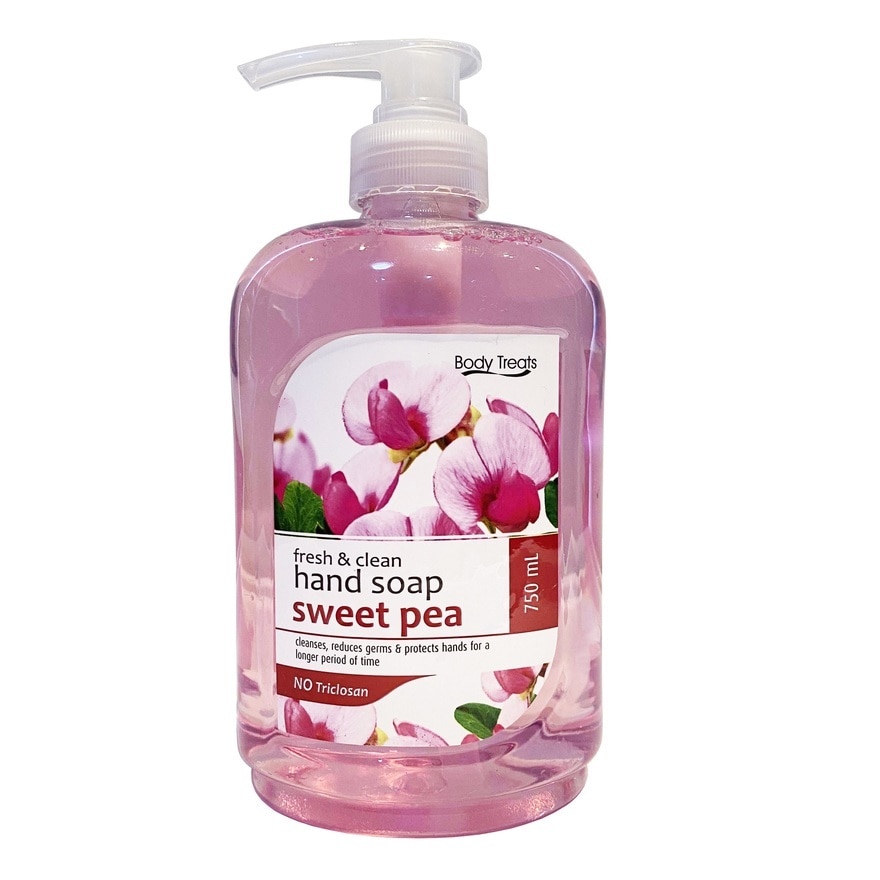 Body Treats
fresh & clean
hand soap
sweet pea
750 mL
cleanses, reduces germs & protects hands for a
longer period of time
NO Triclosan